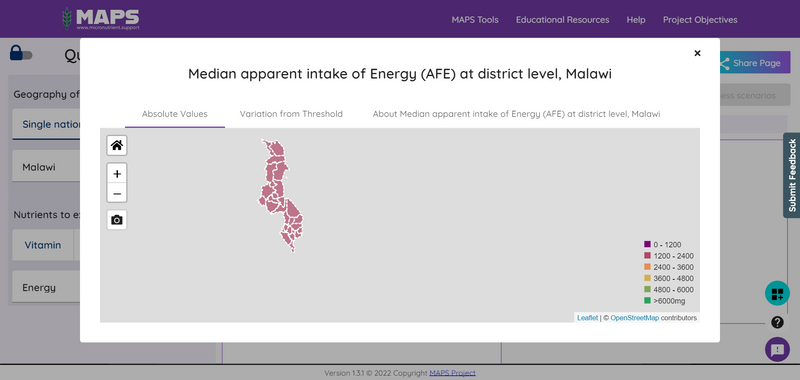 MAPS
www.micronutrient.support
MAPS Tools
Educational Resources
Help
Project Objectives
Qu
Share Page
Geography of
ess scenarios
Single nation
Malawi
Nutrients to ex
Vitamin
Energy
Submit Feedback
×
Median apparent intake of Energy (AFE) at district level, Malawi
Absolute Values
Variation from Threshold
About Median apparent intake of Energy (AFE) at district level, Malawi
+
−
0 - 1200
1200 - 2400
2400 - 3600
3600 - 4800
4800 - 6000
>6000mg
Leaflet | © OpenStreetMap contributors
?
Version 1.3.1 © 2022 Copyright MAPS Project